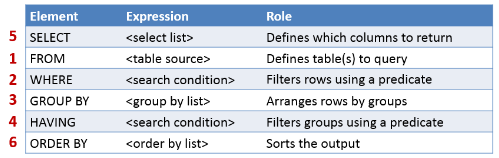 Element Expression Role
5 SELECT <select list> Defines which columns to return
1 FROM <table source> Defines table(s) to query
2 WHERE <search condition> Filters rows using a predicate
3 GROUP BY <group by list> Arranges rows by groups
4 HAVING <search condition> Filters groups using a predicate
6 ORDER BY <order by list> Sorts the output